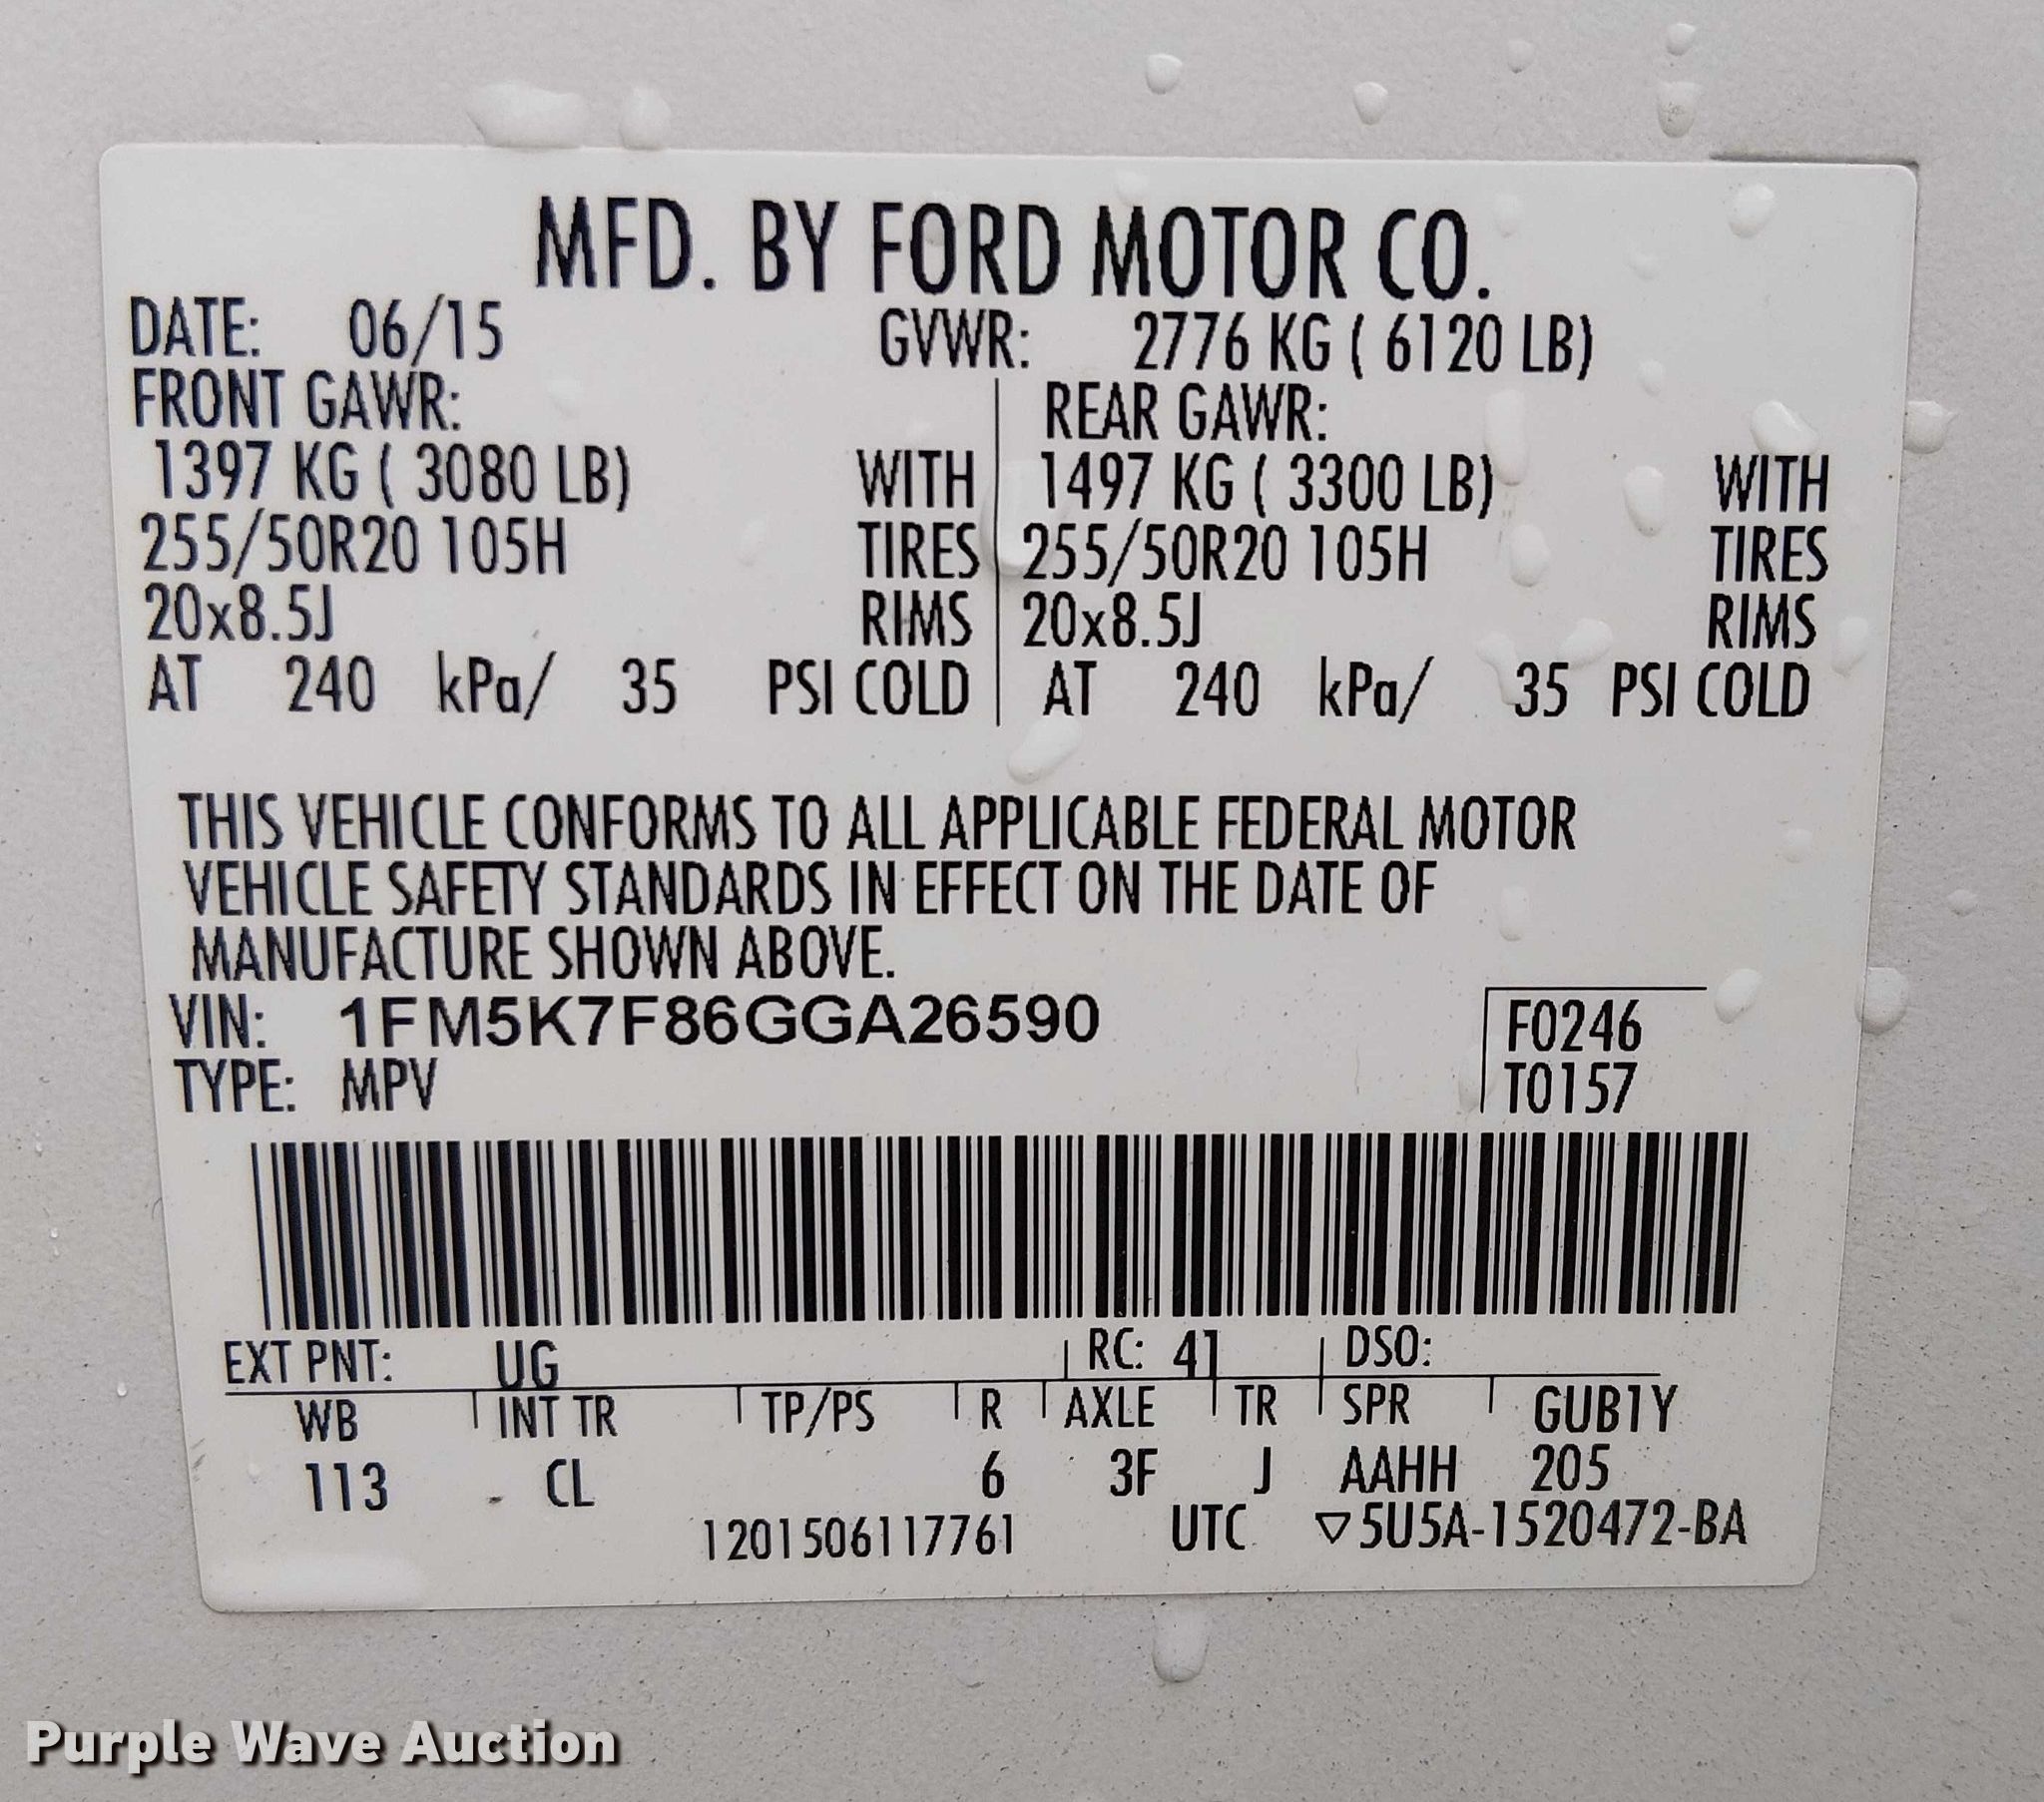 MFD. BY FORD MOTOR CO.
DATE: 06/15 GVWR: 2776 KG ( 6120 LB)
FRONT GAWR: REAR GAWR:
1397 KG ( 3080 LB) WITH 1497 KG ( 3300 LB) WITH
255/50R20 105H TIRES 255/50R20 105H TIRES
20x8.5J RIMS 20x8.5J RIMS
AT 240 kPa/ 35 PSI COLD AT 240 kPa/ 35 PSI COLD
THIS VEHICLE CONFORMS TO ALL APPLICABLE FEDERAL MOTOR
VEHICLE SAFETY STANDARDS IN EFFECT ON THE DATE OF
MANUFACTURE SHOWN ABOVE.
VIN: 1FM5K7F86GGA26590 F0246
TYPE: MPV T0157
EXT PNT: UG RC: 41 DSO:
WB INT TR TP/PS R AXLE TR SPR GUB1Y
113 CL 6 3F J AAHH 205
1201506117761 UTC ▽5U5A-1520472-BA
Purple Wave Auction